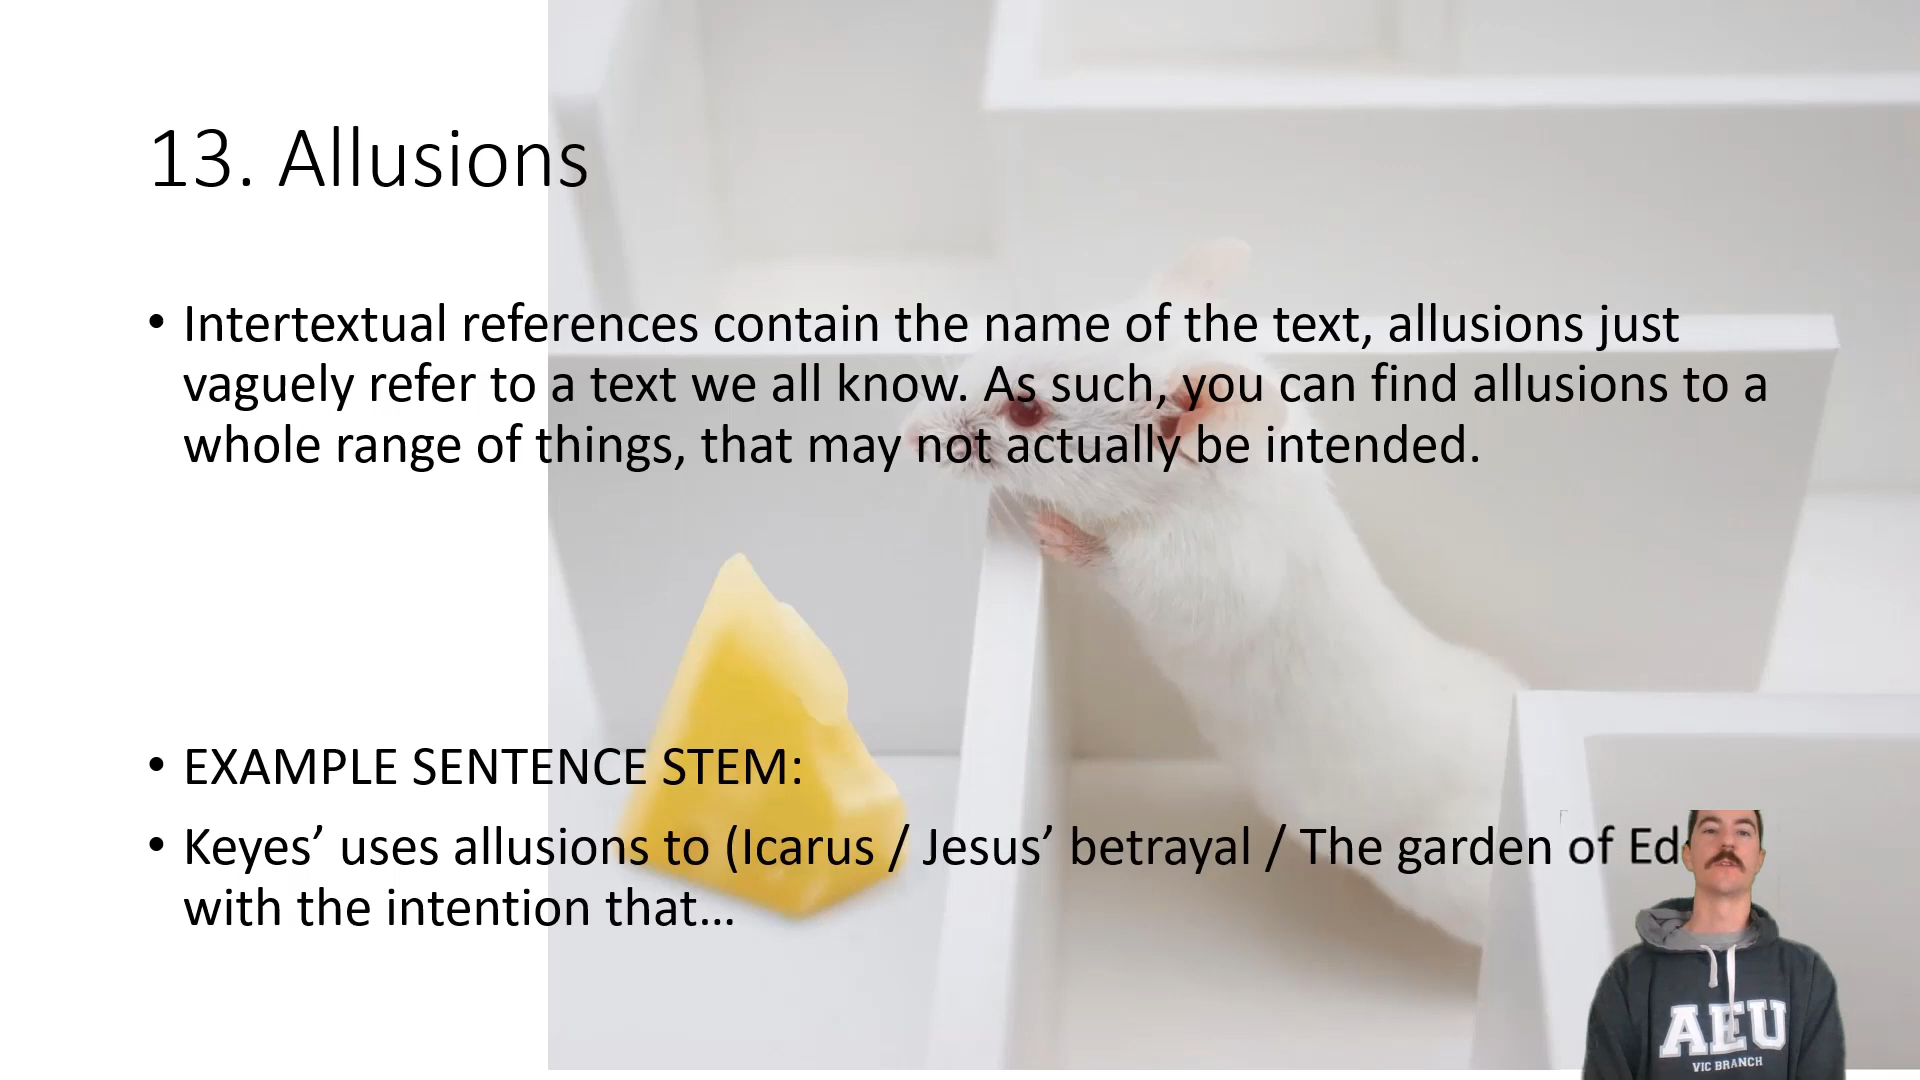 13. Allusions
• Intertextual references contain the name of the text, allusions just
vaguely refer to a text we all know. As such, you can find allusions to a
whole range of things, that may not actually be intended.
• EXAMPLE SENTENCE STEM:
• Keyes’ uses allusions to (Icarus / Jesus’ betrayal / The garden of Ed
with the intention that…
AEU
VIC BRANCH